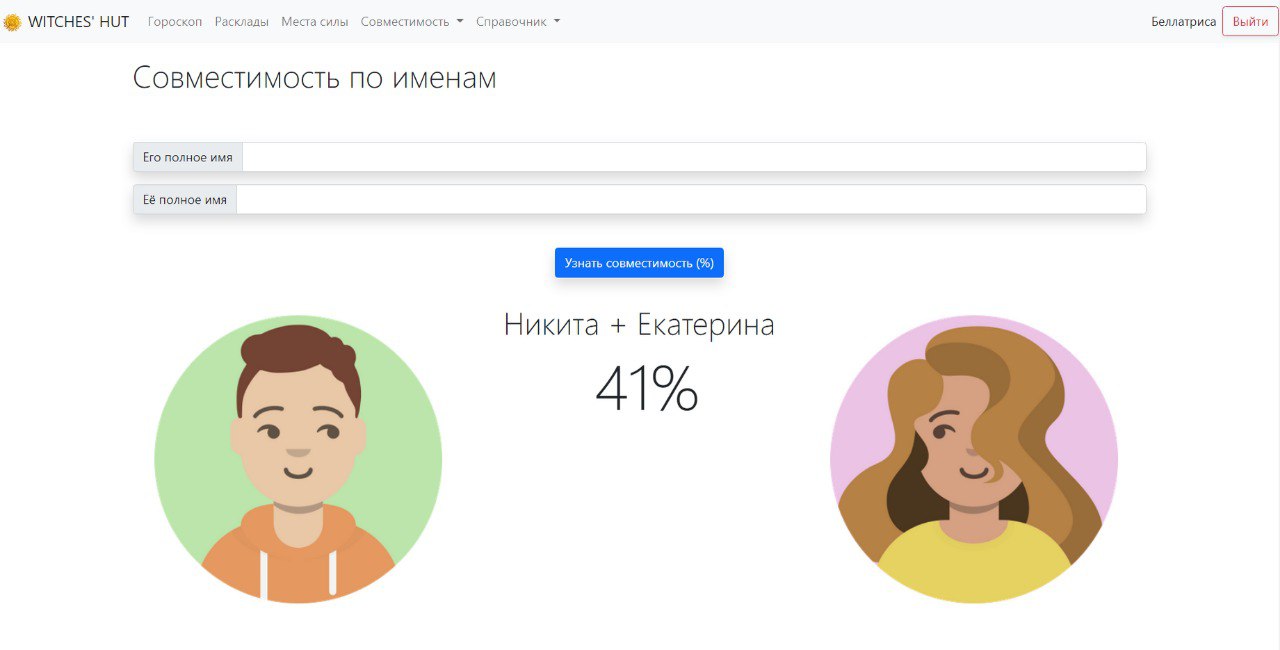 WITCHES' HUT Гороскоп Расклады Места силы Совместимость Справочник Беллатриса Выйти
Совместимость по именам
Его полное имя
Её полное имя
Узнать совместимость (%)
Никита + Екатерина
41%